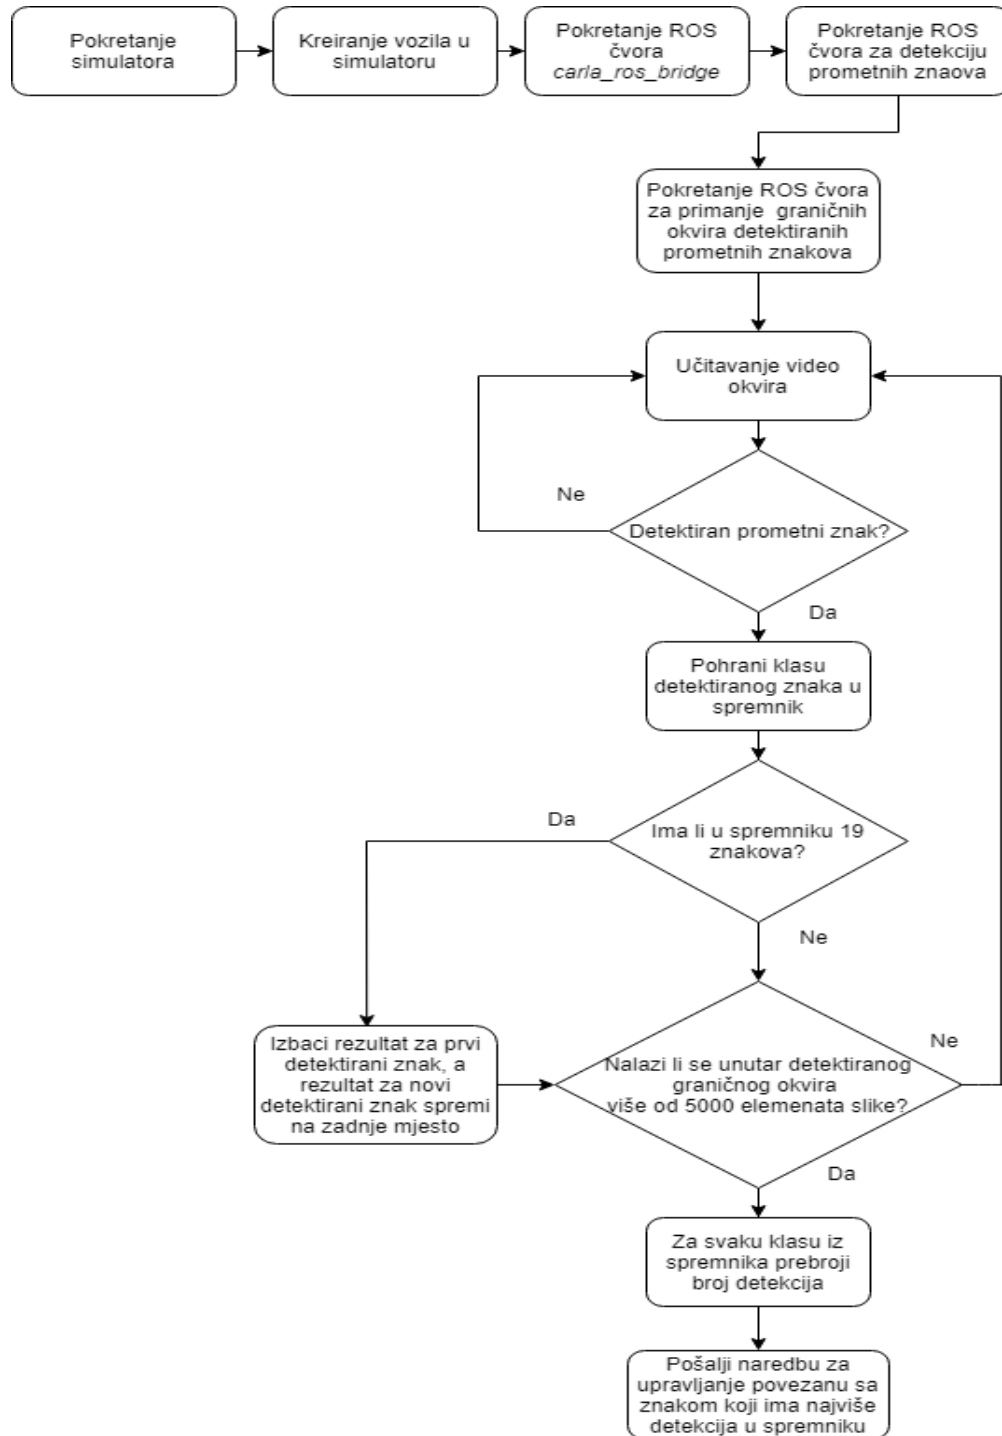 Pokretanje
simulatora
Kreiranje vozila u
simulatoru
Pokretanje ROS
čvora
carla_ros_bridge
Pokretanje ROS
čvora za detekciju
prometnih znaova
Pokretanje ROS čvora
za primanje graničnih
okvira detektiranih
prometnih znakova
Učitavanje video
okvira
Ne
Detektiran prometni znak?
Da
Pohrani klasu
detektiranog znaka u
spremnik
Da
Ima li u spremniku 19
znakova?
Ne
Izbaci rezultat za prvi
detektirani znak, a
rezultat za novi
detektirani znak spremi
na zadnje mjesto
Nalazi li se unutar detektiranog
graničnog okvira
više od 5000 elemenata slike?
Ne
Da
Za svaku klasu iz
spremnika prebroji
broj detekcija
Pošalji naredbu za
upravljanje povezanu sa
znakom koji ima najviše
detekcija u spremniku